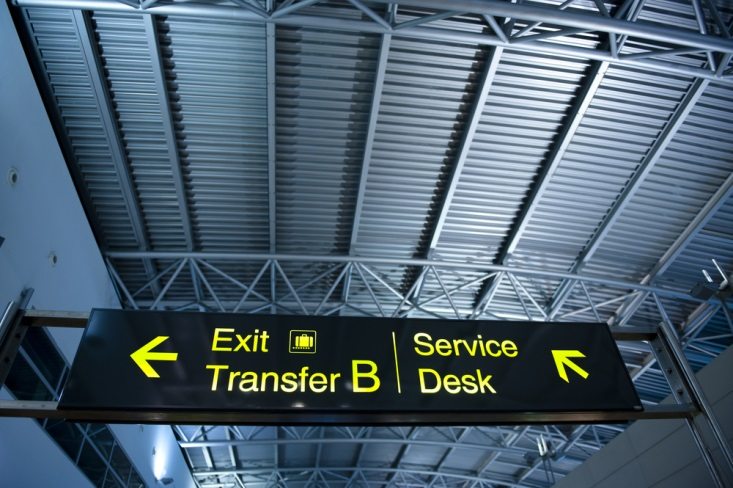 Exit
Transfer B
Service
Desk